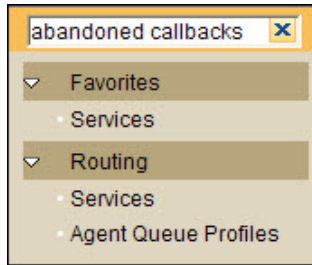 abandoned callbacks
Favorites
Services
Routing
Services
Agent Queue Profiles